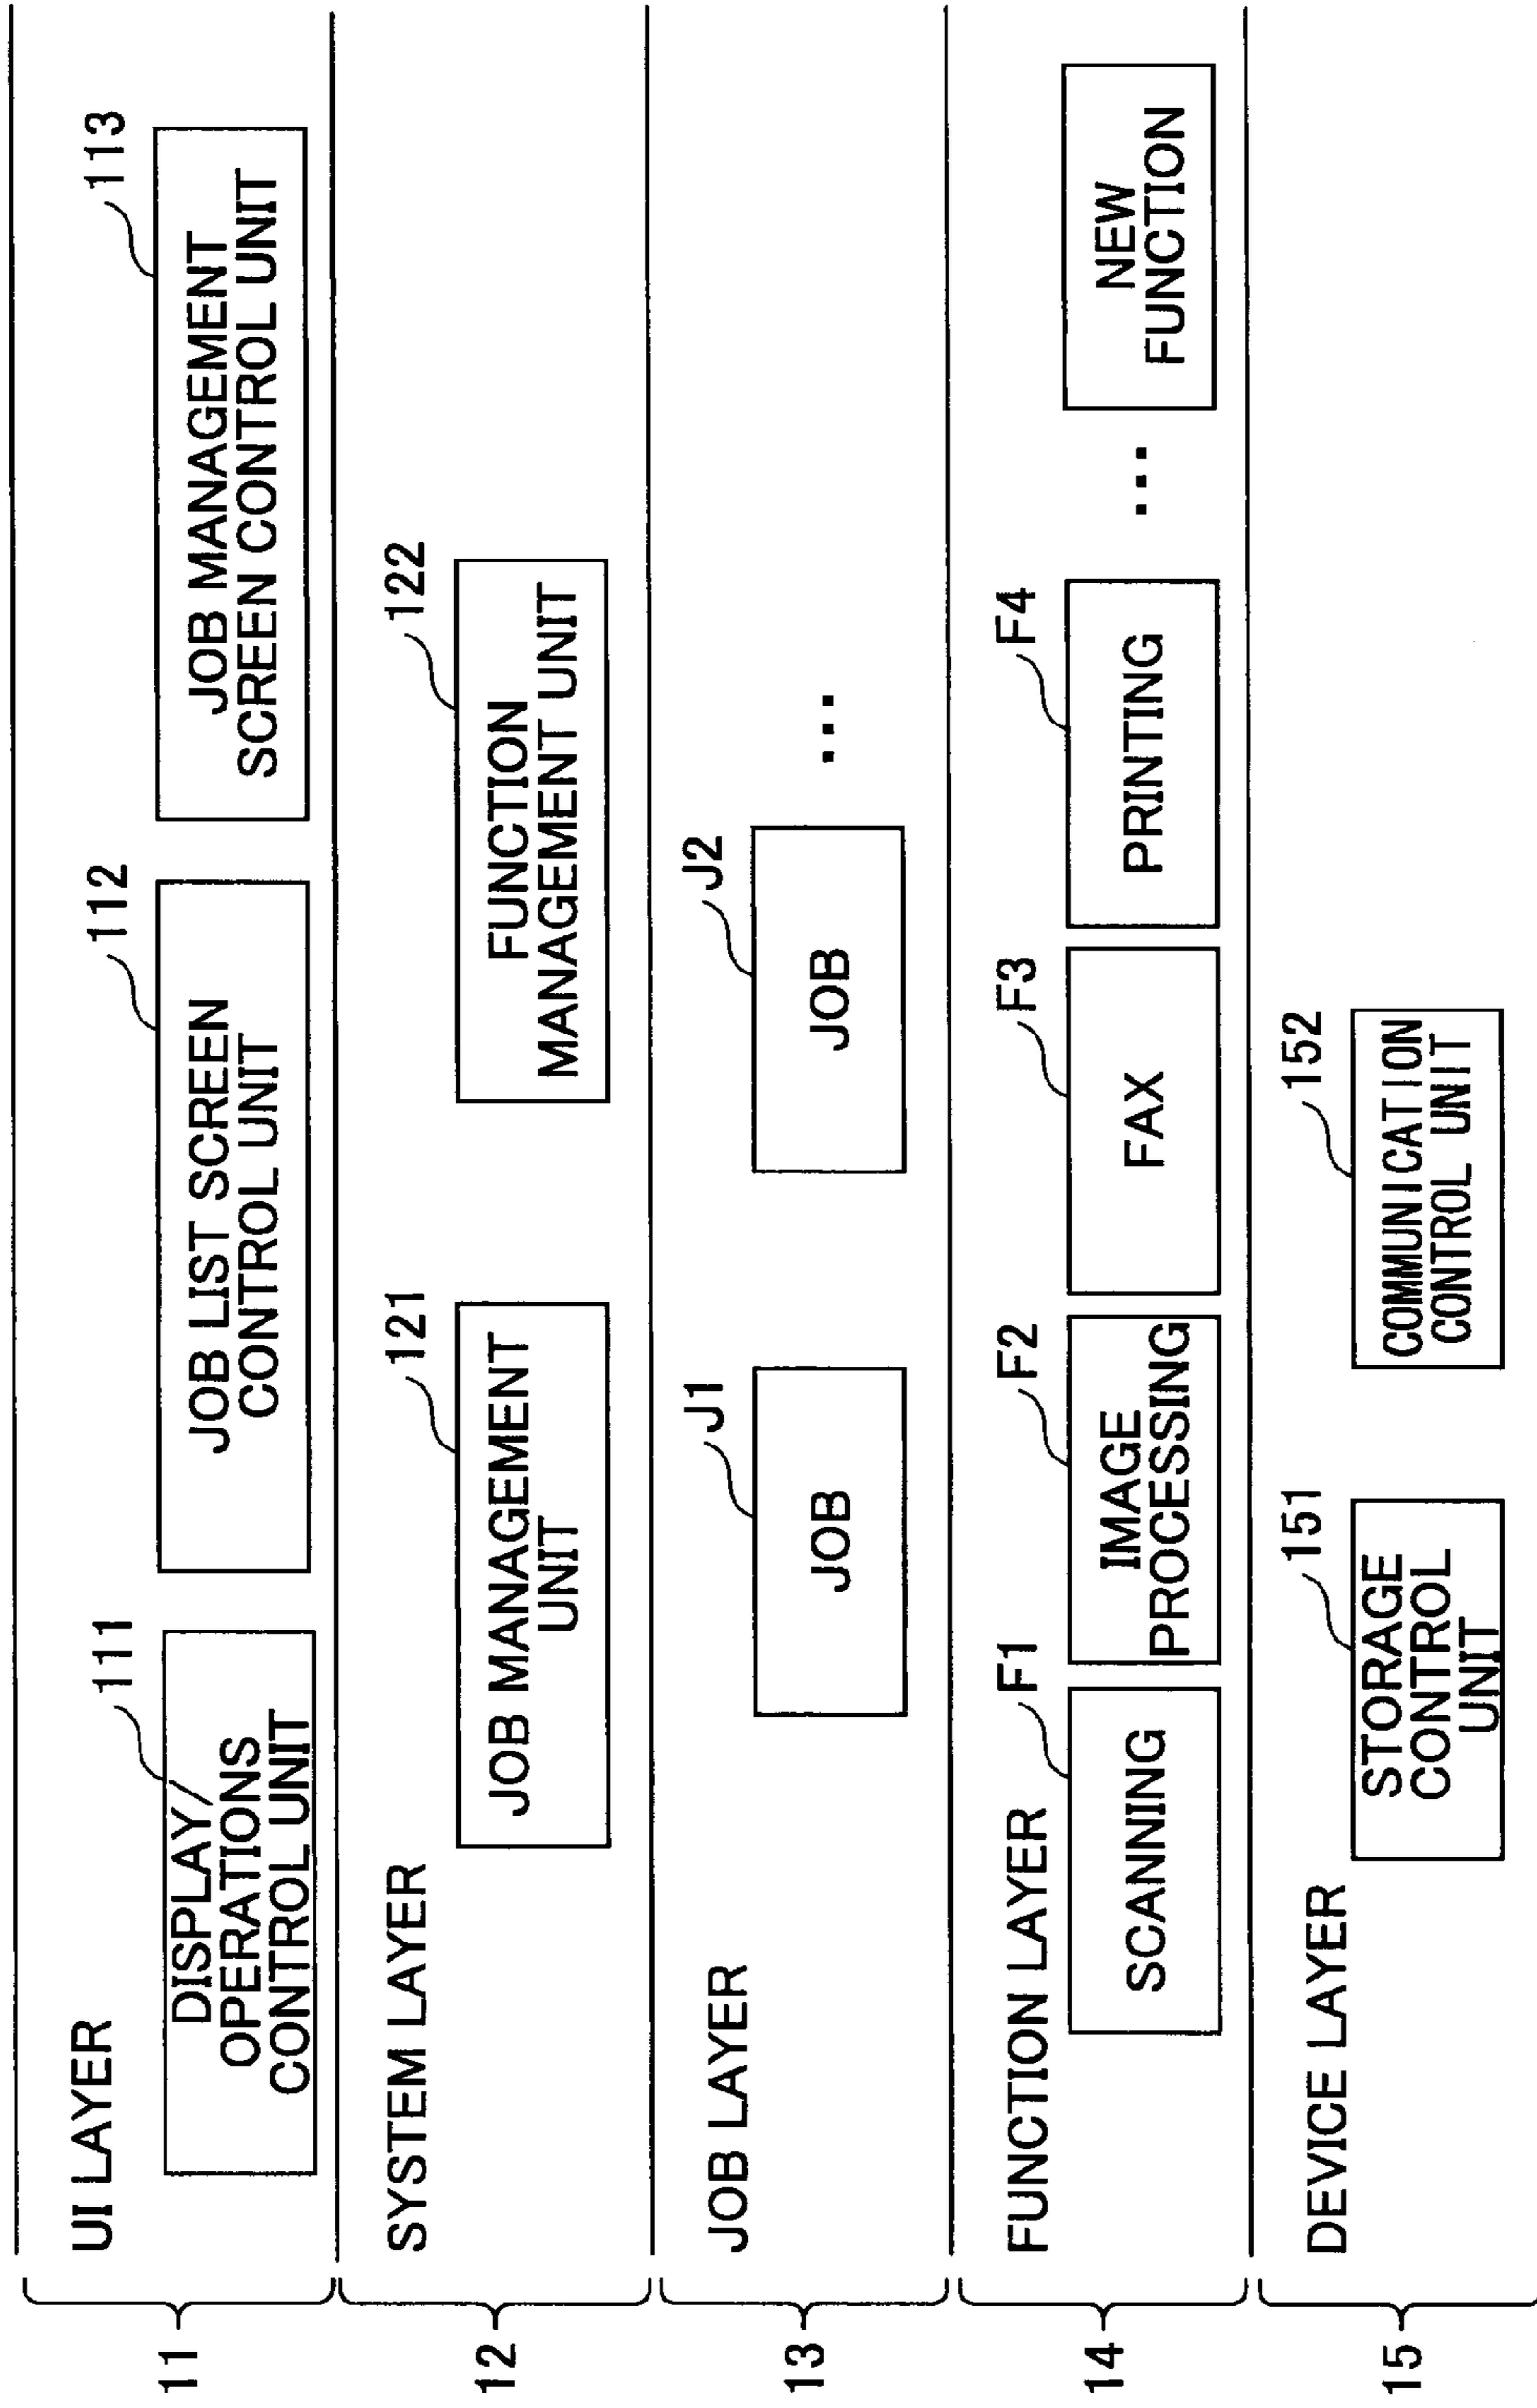 11
UI LAYER
111
DISPLAY/
OPERATIONS
CONTROL UNIT
112
JOB LIST SCREEN
CONTROL UNIT
113
JOB MANAGEMENT
SCREEN CONTROL UNIT
12
SYSTEM LAYER
121
JOB MANAGEMENT
UNIT
122
FUNCTION
MANAGEMENT UNIT
13
JOB LAYER
J1
JOB
J2
JOB
...
14
FUNCTION LAYER
F1
SCANNING
F2
IMAGE
PROCESSING
F3
FAX
F4
PRINTING
...
NEW
FUNCTION
15
DEVICE LAYER
151
STORAGE
CONTROL
UNIT
152
COMMUNICATION
CONTROL UNIT